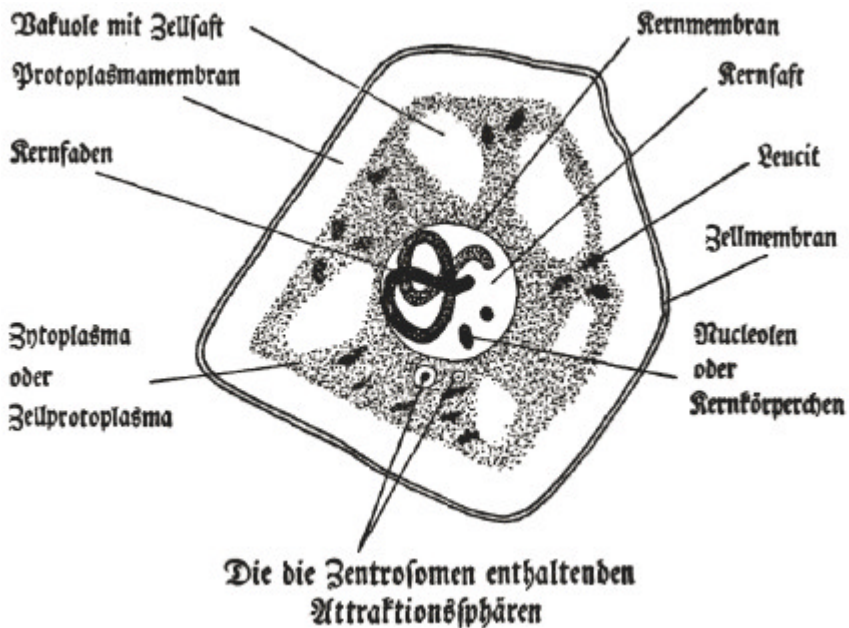 Vakuole mit Zellſaft
Protoplasmamembran
Kernfaden
Zytoplasma
oder
Zellprotoplasma
Kernmembran
Kernſaft
Leucit
Zellmembran
Nucleolen
oder
Kernkörperchen
Die die Zentroſomen enthaltenden
Attraktionsſphären